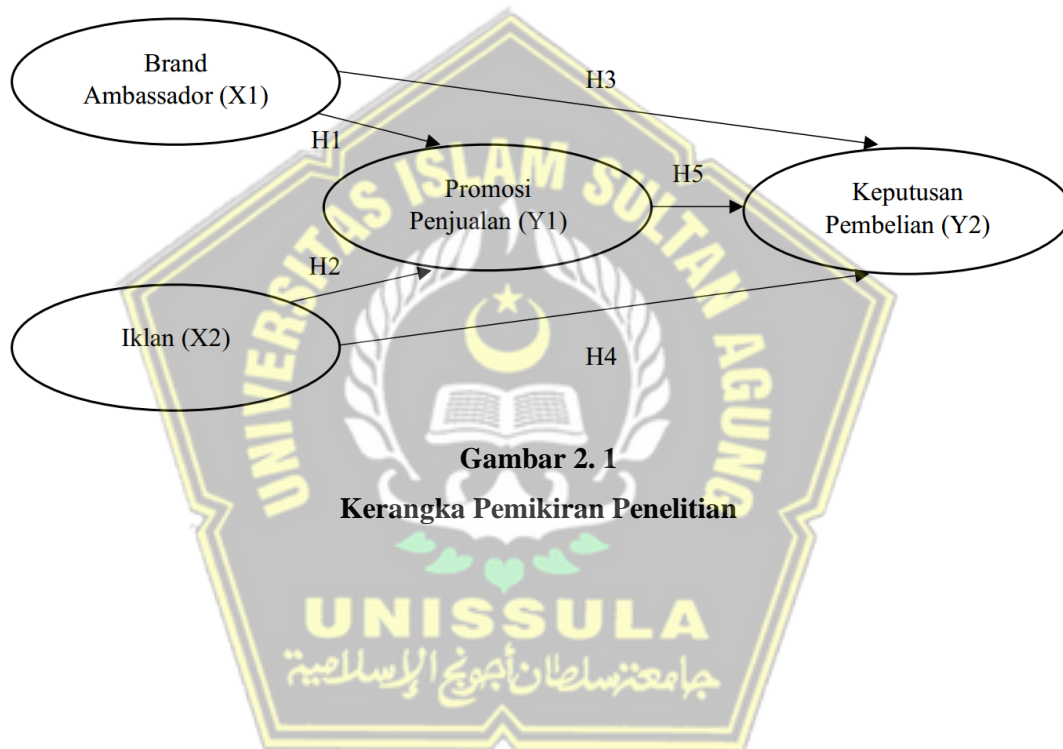 Brand
Ambassador (X1)
H3
H1
Promosi
Penjualan (Y1)
H5
Keputusan
Pembelian (Y2)
H2
Iklan (X2)
H4
Gambar 2. 1
Kerangka Pemikiran Penelitian
UNIVERSITAS ISLAM SULTAN AGUNG
UNISSULA
جامعة سلطان أجونج الإسلامية